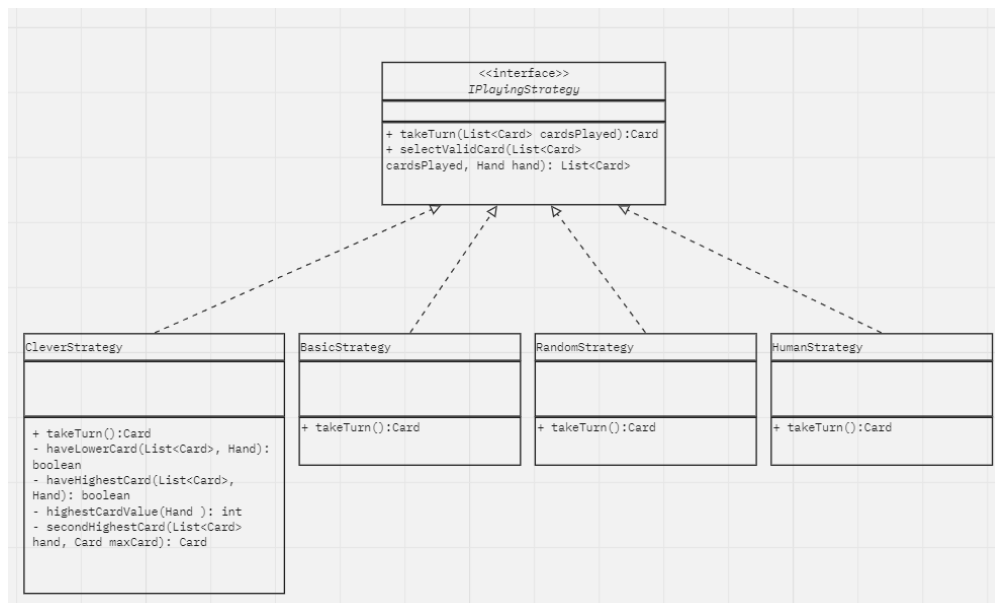 <<interface>>
IPlayingStrategy
+ takeTurn(List<Card> cardsPlayed):Card
+ selectValidCard(List<Card>
cardsPlayed, Hand hand): List<Card>
CleverStrategy
+ takeTurn():Card
- haveLowerCard(List<Card>, Hand):
boolean
- haveHighestCard(List<Card>,
Hand): boolean
- highestCardValue(Hand ): int
- secondHighestCard(List<Card>
hand, Card maxCard): Card
BasicStrategy
+ takeTurn():Card
RandomStrategy
+ takeTurn():Card
HumanStrategy
+ takeTurn():Card